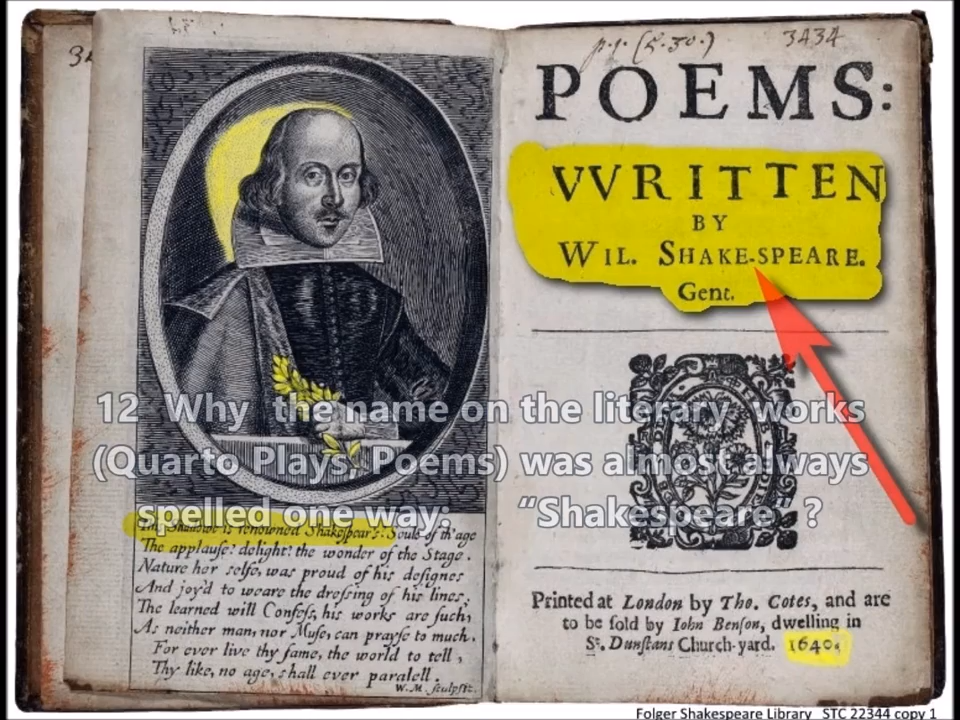 34
p.1. (2.30.)
3434
POEMS:
VVRITTEN
BY
WIL. SHAKE-SPEARE.
Gent.
12 Why the name on the literary works
(Quarto Plays, Poems) was almost always
spelled one way: “Shakespeare” ?
This Shadowe is renowned Shakespear's? Soule of th'age
The applause? delight? the wonder of the Stage.
Nature her selfe, was proud of his designes
And joy'd to weare the dressing of his lines,
The learned will Confess, his works are such,
As neither man, nor Muse, can prayse to much.
For ever live thy fame, the world to tell,
Thy like, no age, shall ever paralell.
W.M. sculpsit.
Printed at London by Tho. Cotes, and are
to be sold by Iohn Benson, dwelling in
St. Dunstans Church-yard. 1640.
Folger Shakespeare Library STC 22344 copy 1